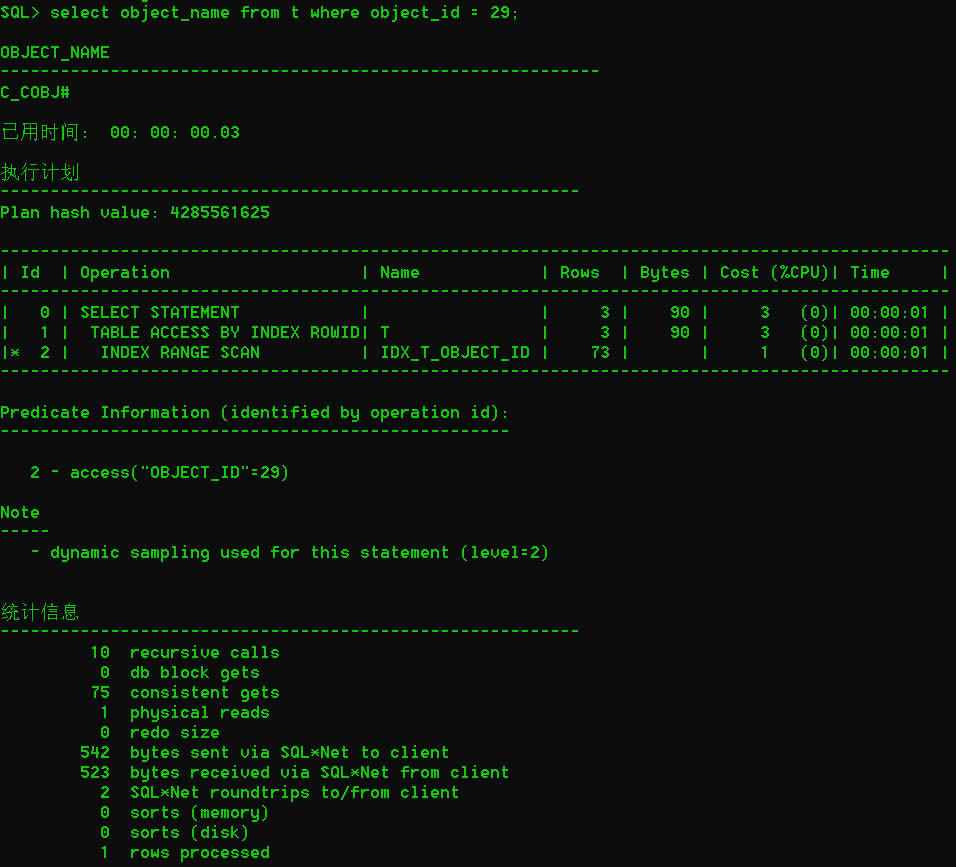 SQL> select object_name from t where object_id = 29;
OBJECT_NAME
------------------------------------------------------------
C_COBJ#
已用时间:  00: 00: 00.03
执行计划
----------------------------------------------------------
Plan hash value: 4285561625
-----------------------------------------------------------------------------------------------
| Id  | Operation                   | Name            | Rows  | Bytes | Cost (%CPU)| Time     |
-----------------------------------------------------------------------------------------------
|   0 | SELECT STATEMENT            |                 |     3 |    90 |     3   (0)| 00:00:01 |
|   1 |  TABLE ACCESS BY INDEX ROWID| T               |     3 |    90 |     3   (0)| 00:00:01 |
|*  2 |   INDEX RANGE SCAN          | IDX_T_OBJECT_ID |    73 |       |     1   (0)| 00:00:01 |
-----------------------------------------------------------------------------------------------
Predicate Information (identified by operation id):
---------------------------------------------------
   2 - access("OBJECT_ID"=29)
Note
-----
   - dynamic sampling used for this statement (level=2)
统计信息
----------------------------------------------------------
         10  recursive calls
          0  db block gets
         75  consistent gets
          1  physical reads
          0  redo size
        542  bytes sent via SQL*Net to client
        523  bytes received via SQL*Net from client
          2  SQL*Net roundtrips to/from client
          0  sorts (memory)
          0  sorts (disk)
          1  rows processed